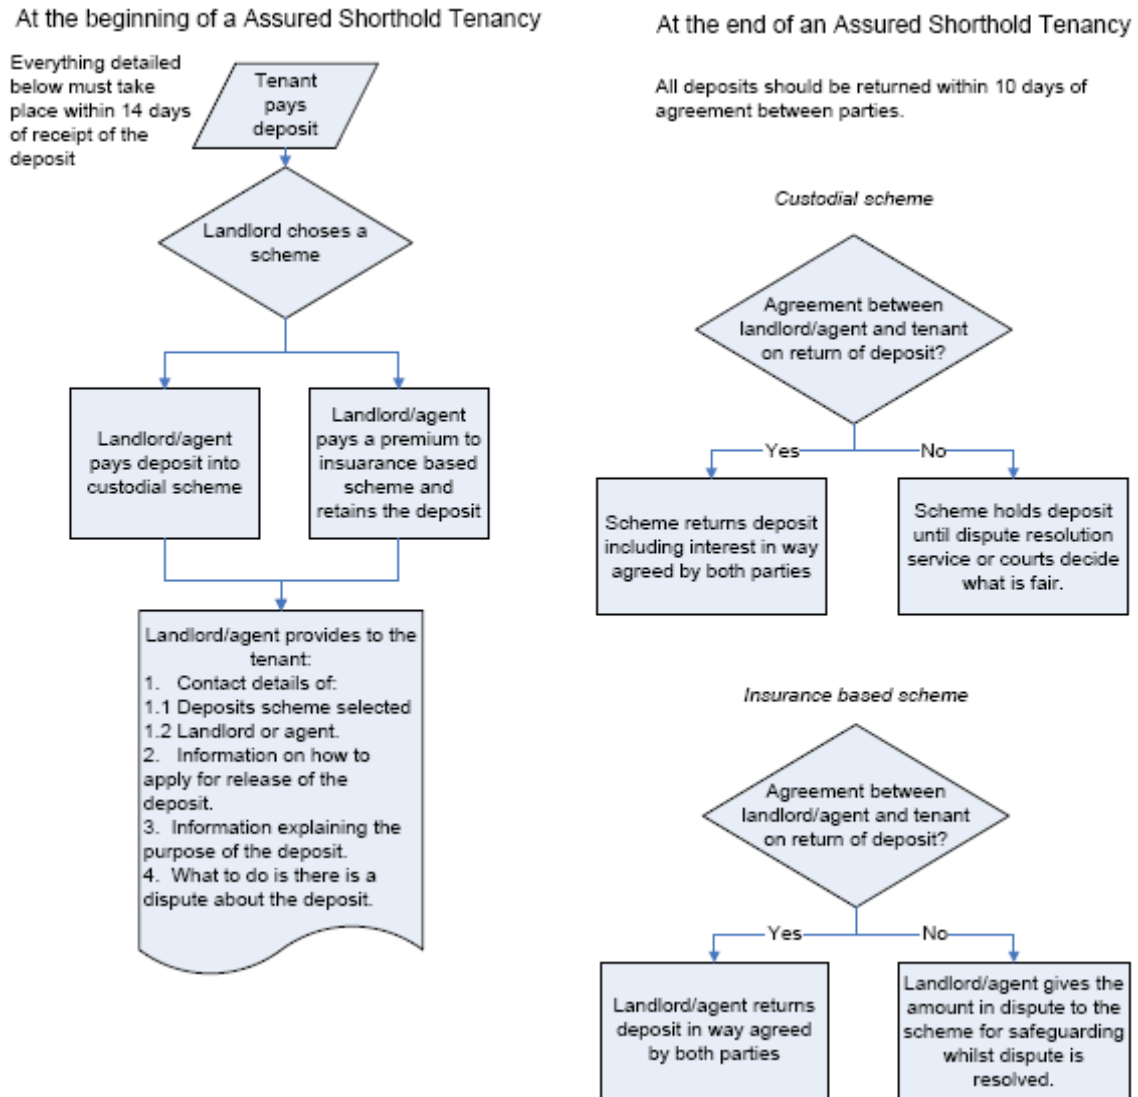 At the beginning of a Assured Shorthold Tenancy
Everything detailed
below must take
place within 14 days
of receipt of the
deposit
Tenant
pays
deposit
Landlord choses a
scheme
Landlord/agent
pays deposit into
custodial scheme
Landlord/agent
pays a premium to
insuarance based
scheme and
retains the deposit
Landlord/agent provides to the
tenant:
1. Contact details of:
1.1 Deposits scheme selected
1.2 Landlord or agent.
2. Information on how to
apply for release of the
deposit.
3. Information explaining the
purpose of the deposit.
4. What to do is there is a
dispute about the deposit.
At the end of an Assured Shorthold Tenancy
All deposits should be returned within 10 days of
agreement between parties.
Custodial scheme
Agreement between
landlord/agent and tenant
on return of deposit?
Yes
No
Scheme returns deposit
including interest in way
agreed by both parties
Scheme holds deposit
until dispute resolution
service or courts decide
what is fair.
Insurance based scheme
Agreement between
landlord/agent and tenant
on return of deposit?
Yes
No
Landlord/agent returns
deposit in way agreed
by both parties
Landlord/agent gives the
amount in dispute to the
scheme for safeguarding
whilst dispute is
resolved.